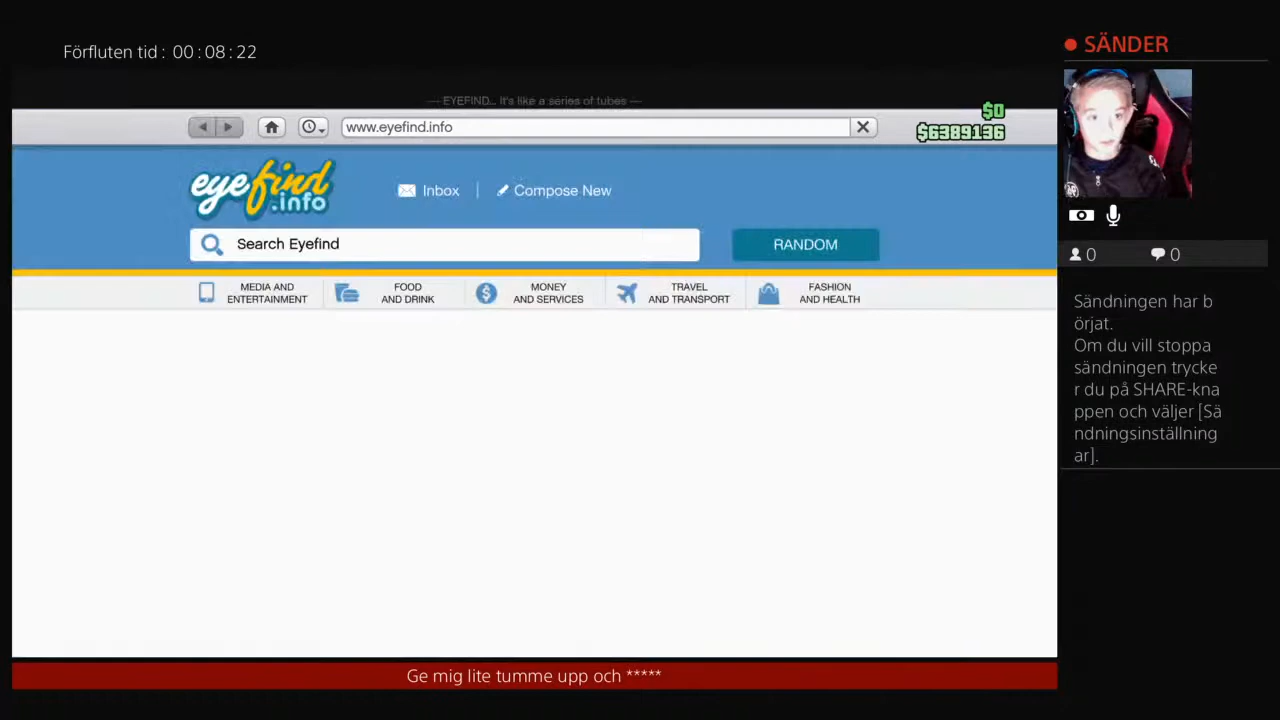 Förfluten tid : 00:08:22
SÄNDER
— EYEFIND... It's like a series of tubes —
www.eyefind.info
$0
$6389136
eyefind.info
Inbox
Compose New
Search Eyefind
RANDOM
MEDIA AND
ENTERTAINMENT
FOOD
AND DRINK
MONEY
AND SERVICES
TRAVEL
AND TRANSPORT
FASHION
AND HEALTH
0
0
Sändningen har b
örjat.
Om du vill stoppa
sändningen trycke
r du på SHARE-kna
ppen och väljer [Sä
ndningsinställning
ar].
Ge mig lite tumme upp och *****